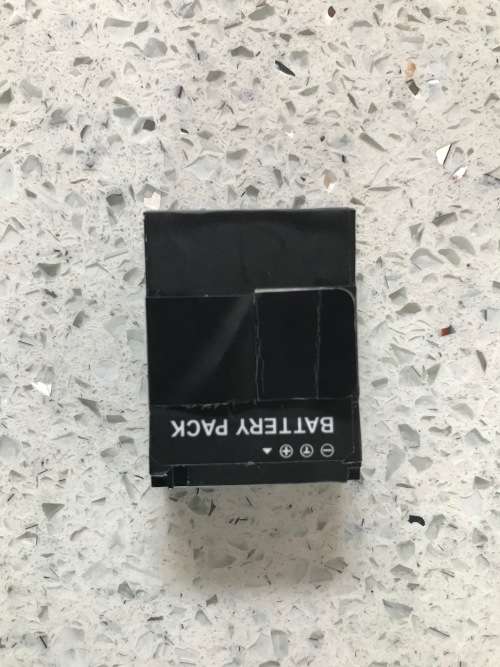 ▲ ⊕ Ⓣ ⊖
BATTERY PACK